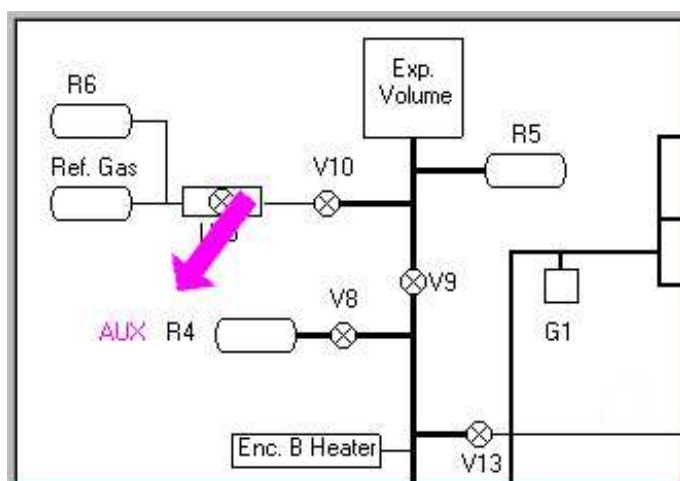 Exp.
Volume
R6
R5
Ref. Gas
V10
V9
V8
AUX R4
G1
Enc. B Heater
V13